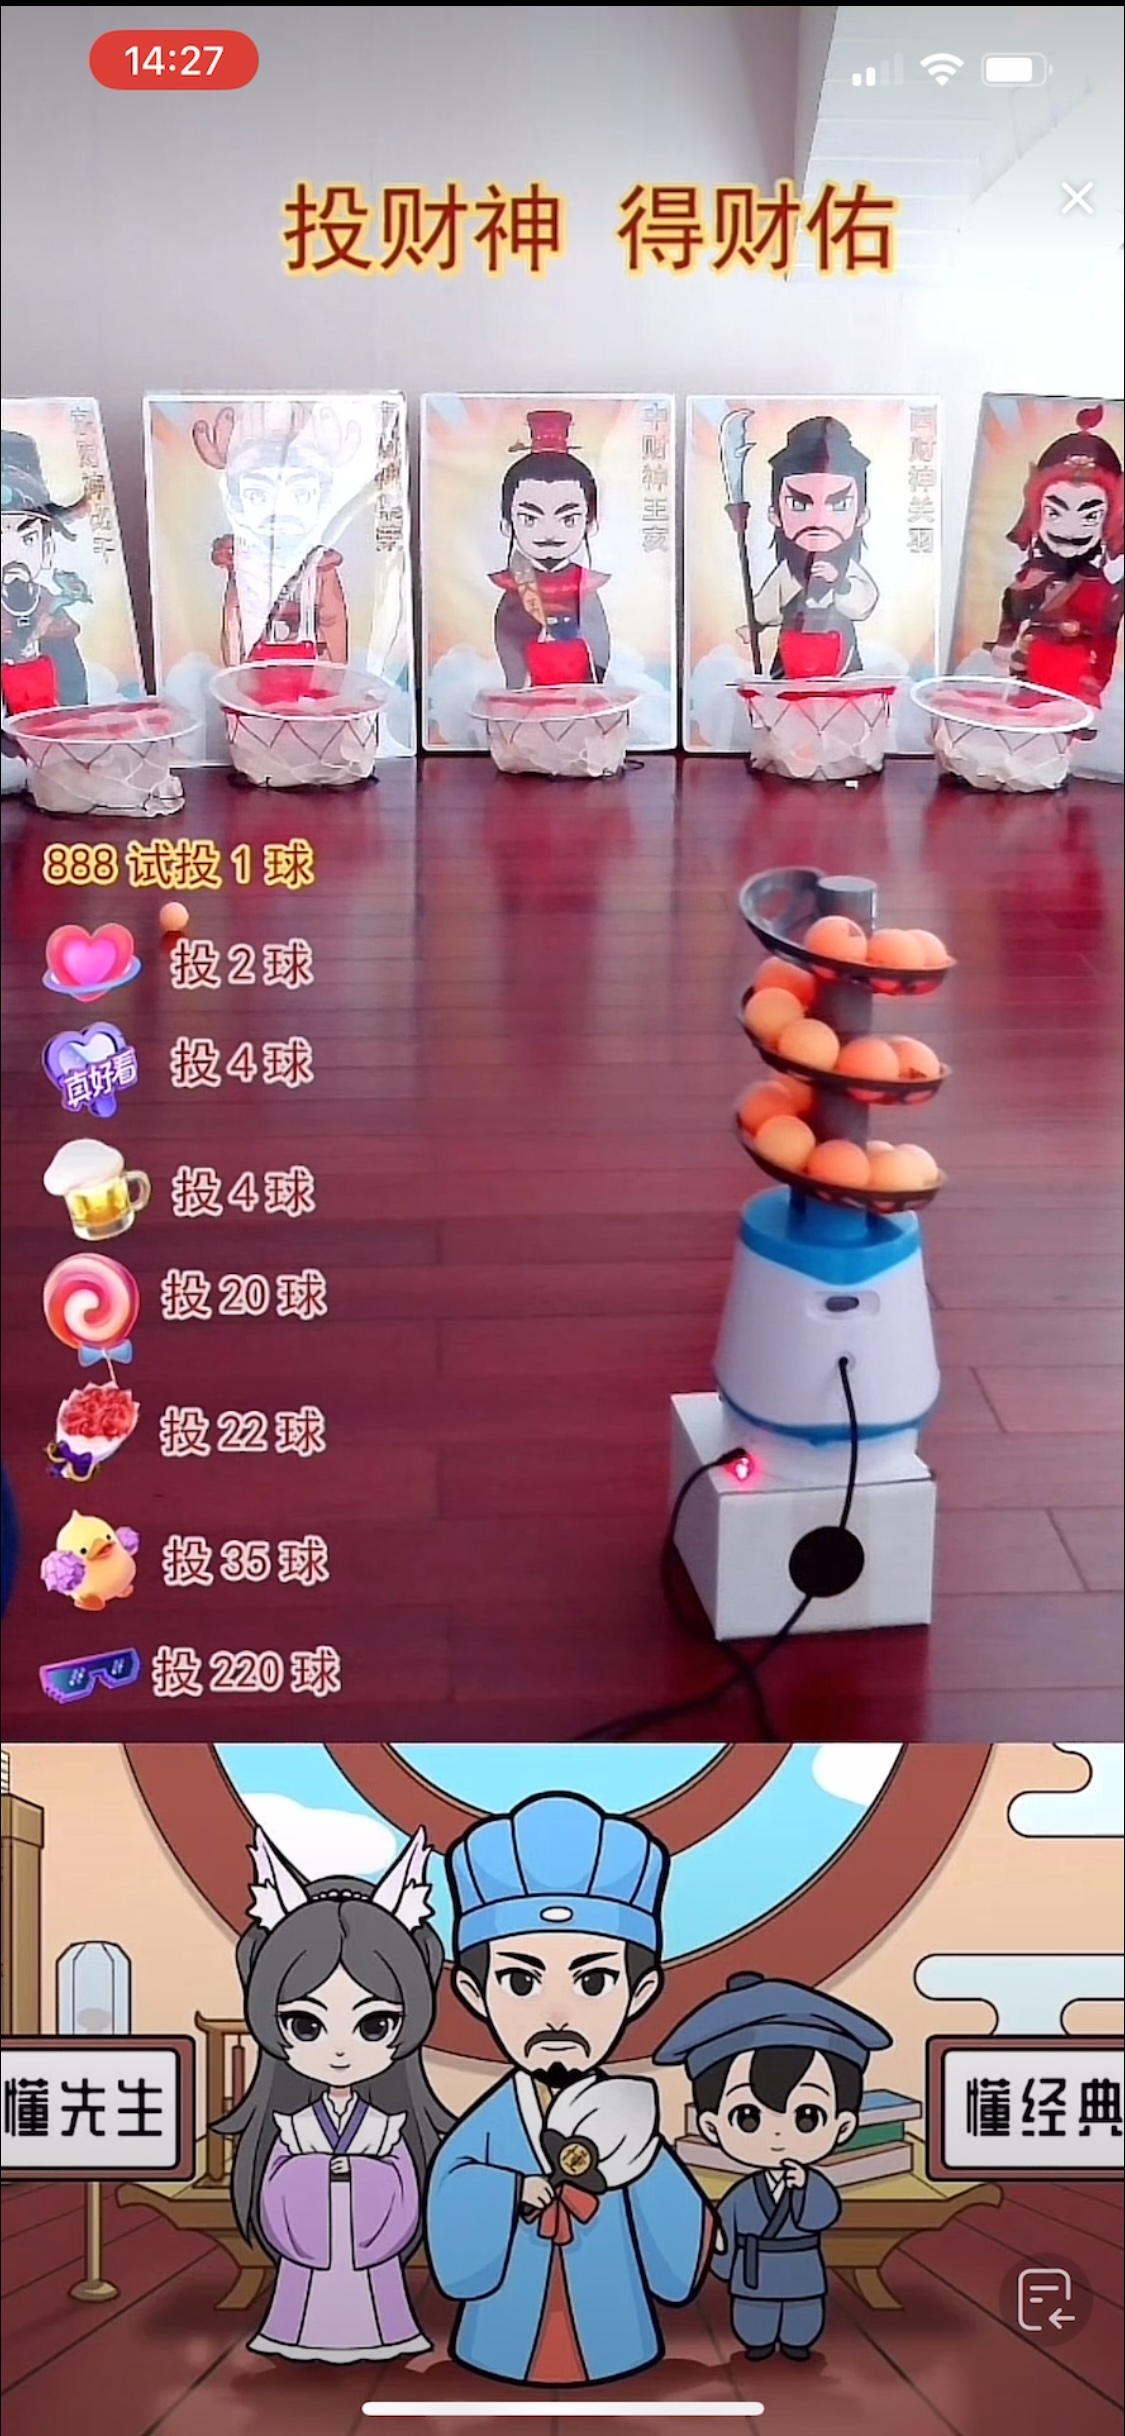 14:27
投财神 得财佑
中财神王亥
西财神关羽
888 试投 1 球
投 2 球
真好看
投 4 球
投 4 球
投 20 球
投 22 球
投 35 球
投 220 球
懂先生
懂经典